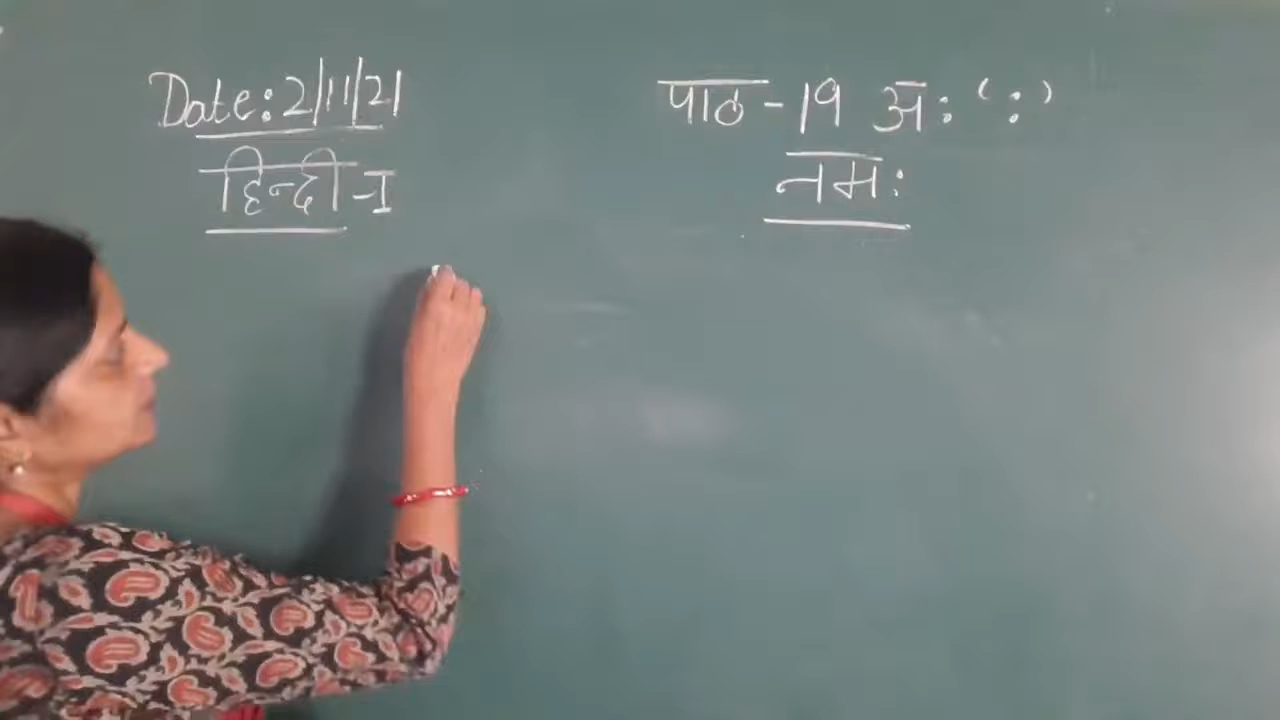 Date: 2/11/21
हिन्दी-I
पाठ - 19 अः ( : )
नमः